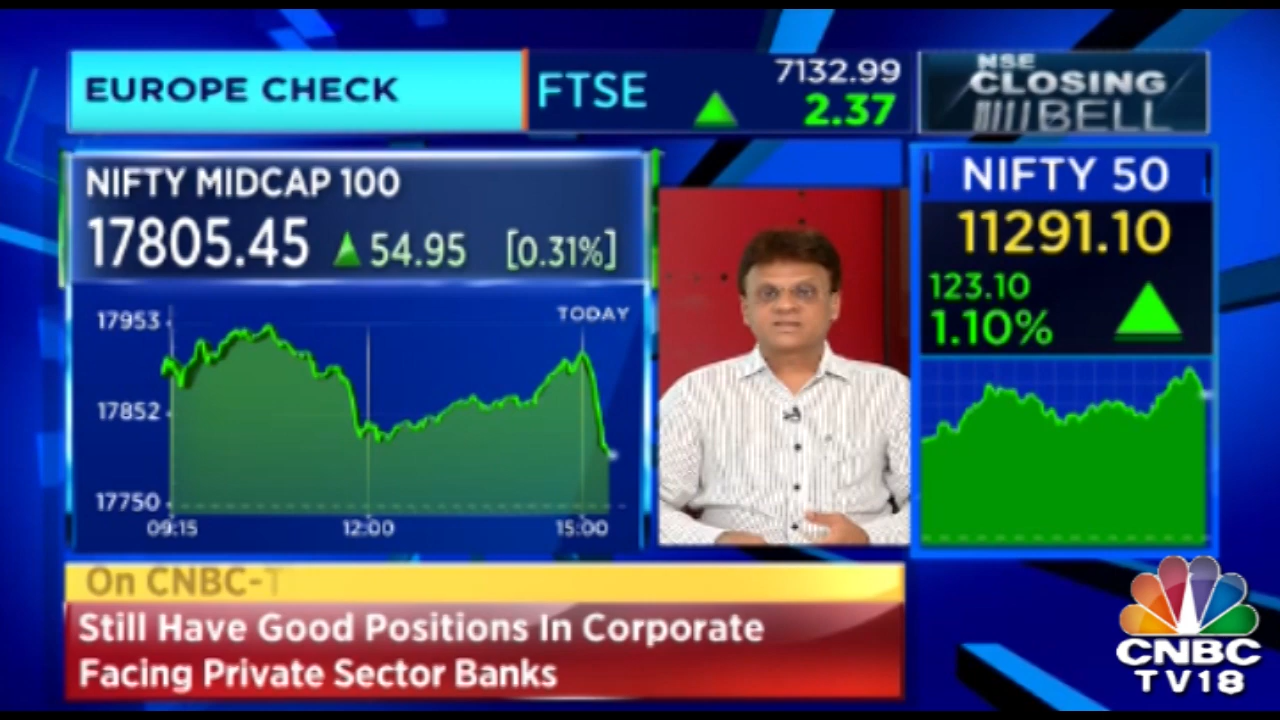 EUROPE CHECK
FTSE
7132.99
2.37
NSE
CLOSING
BELL
NIFTY MIDCAP 100
17805.45 ▲ 54.95 [0.31%]
TODAY
17953
17852
17750
09:15 12:00 15:00
NIFTY 50
11291.10
123.10
1.10%
On CNBC-T
Still Have Good Positions In Corporate
Facing Private Sector Banks
CNBC
TV18